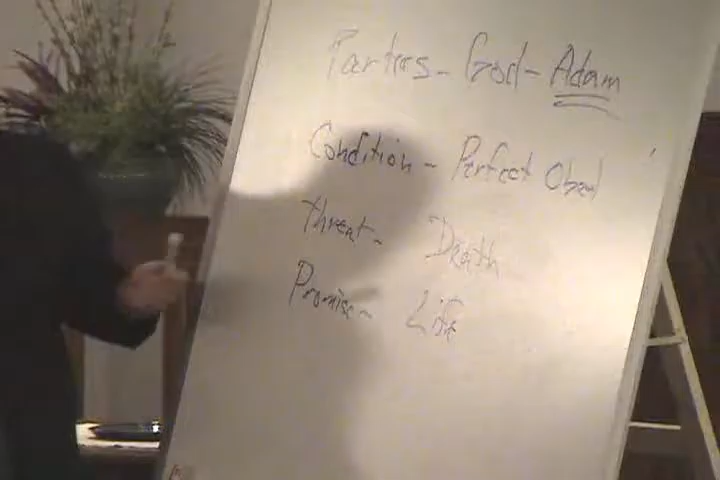 Parties - God - Adam
Condition - Perfect Obed
Threat - Death
Promise - Life